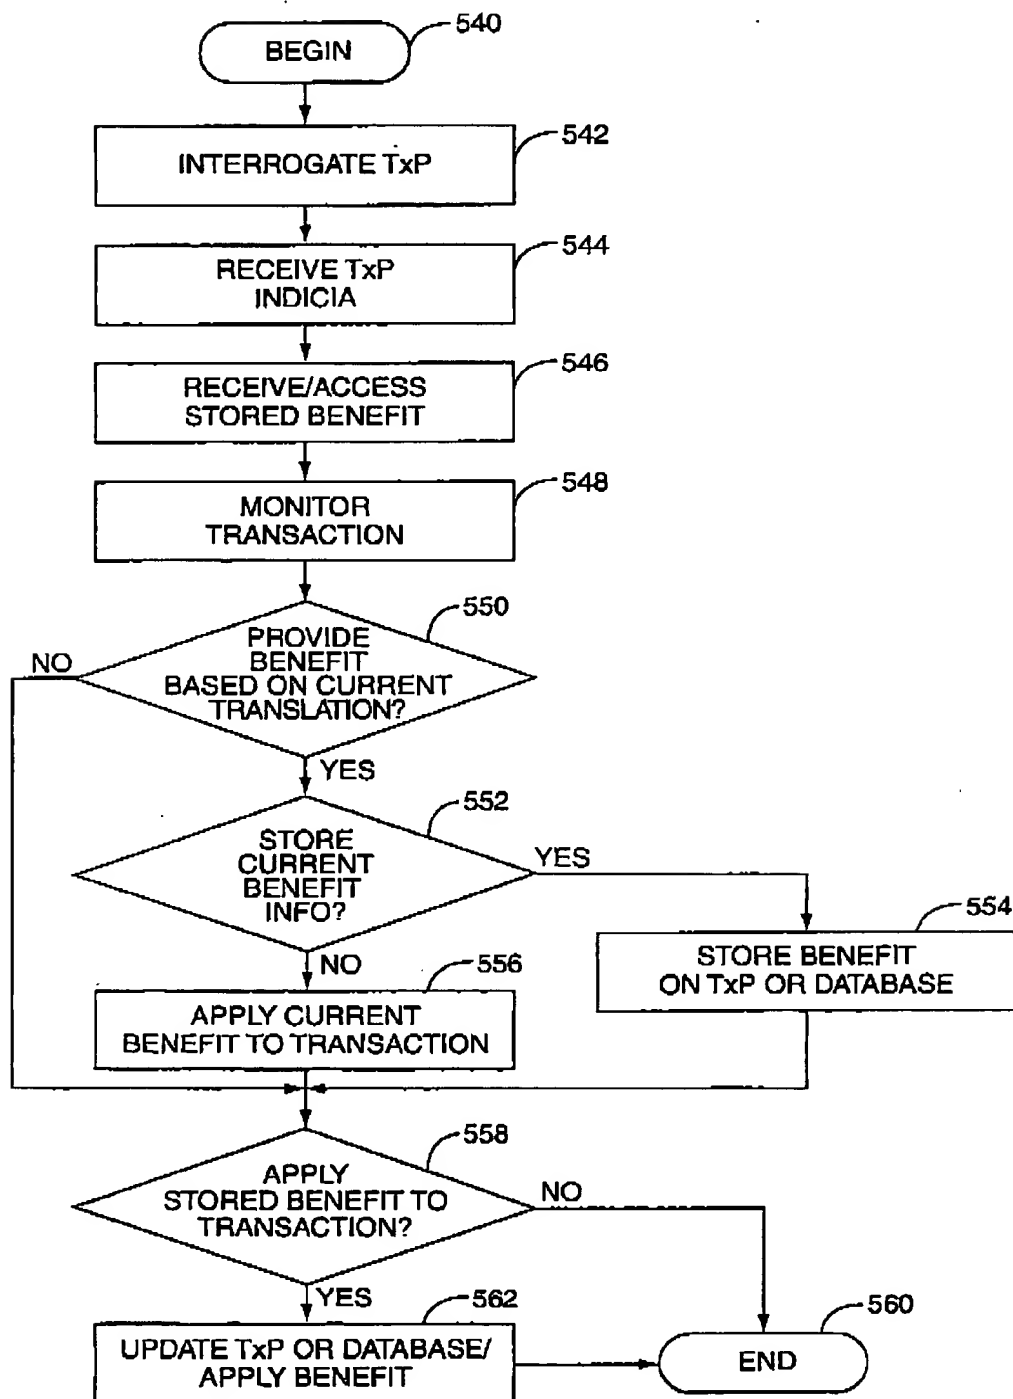 540
BEGIN
542
INTERROGATE TxP
544
RECEIVE TxP
INDICIA
546
RECEIVE/ACCESS
STORED BENEFIT
548
MONITOR
TRANSACTION
550
PROVIDE
BENEFIT
BASED ON CURRENT
TRANSLATION?
NO
YES
552
STORE
CURRENT
BENEFIT
INFO?
YES
554
STORE BENEFIT
ON TxP OR DATABASE
NO
556
APPLY CURRENT
BENEFIT TO TRANSACTION
558
APPLY
STORED BENEFIT TO
TRANSACTION?
NO
YES
562
UPDATE TxP OR DATABASE/
APPLY BENEFIT
560
END